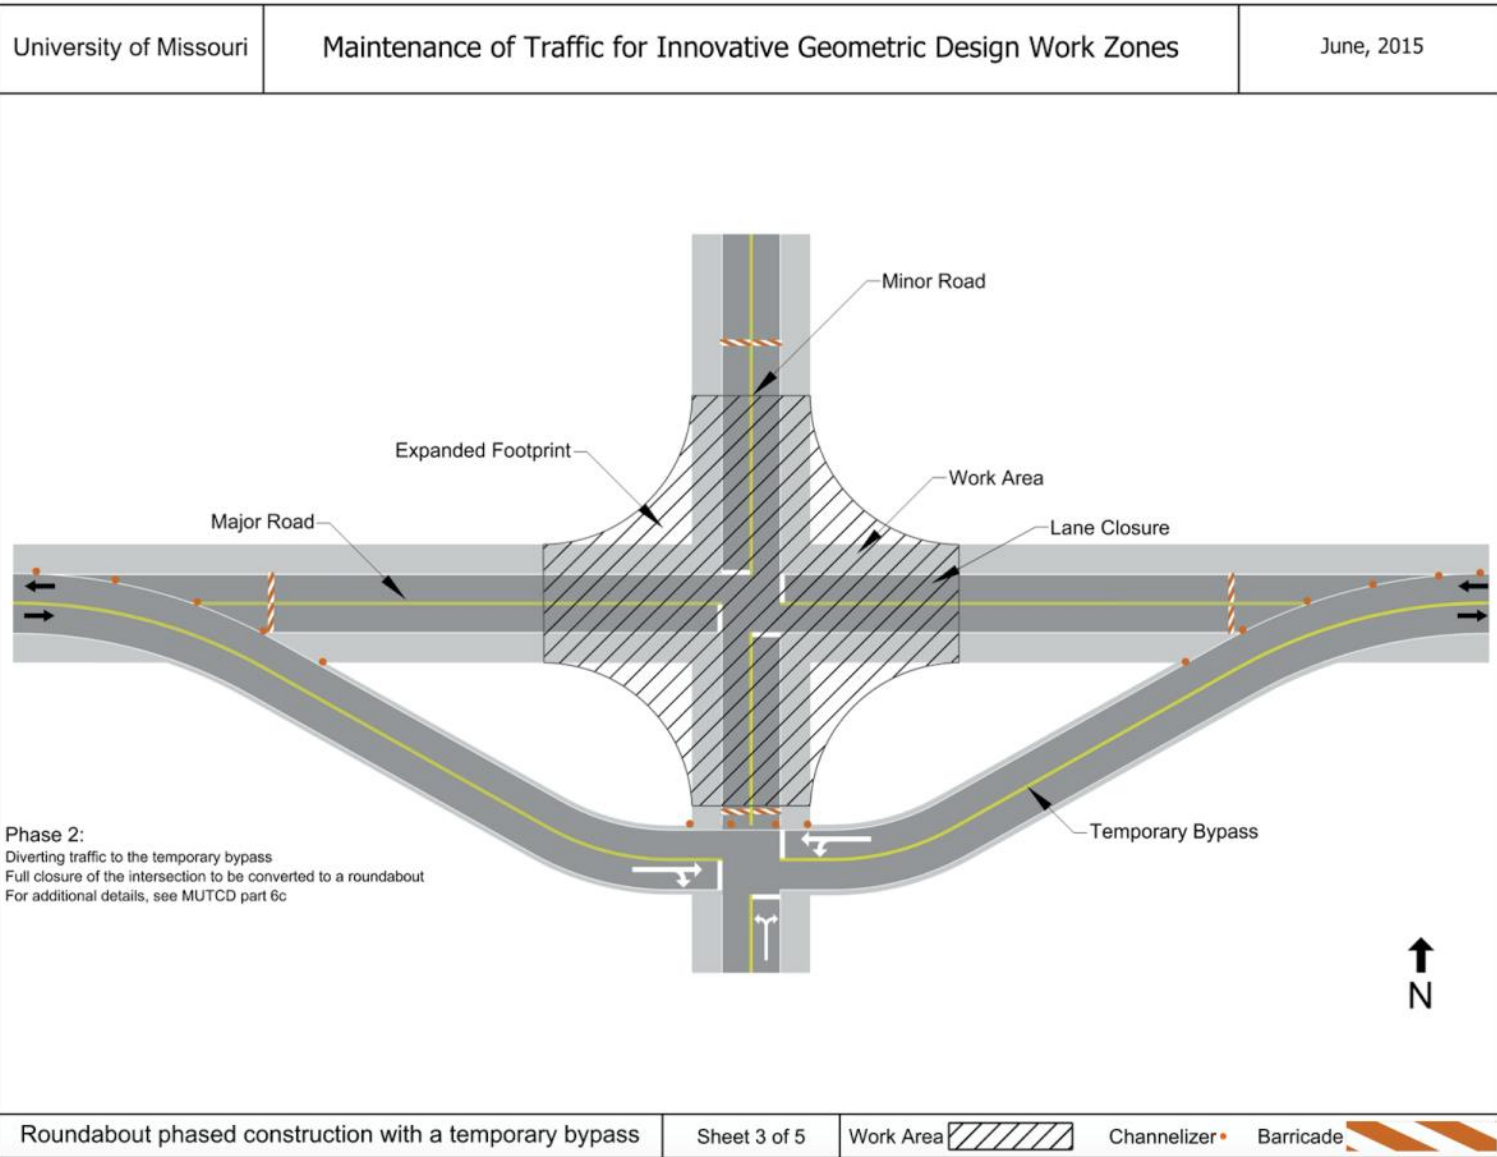 University of Missouri
Maintenance of Traffic for Innovative Geometric Design Work Zones
June, 2015
Minor Road
Expanded Footprint
Work Area
Major Road
Lane Closure
Temporary Bypass
Phase 2:
Diverting traffic to the temporary bypass
Full closure of the intersection to be converted to a roundabout
For additional details, see MUTCD part 6c
N
Roundabout phased construction with a temporary bypass
Sheet 3 of 5
Work Area
Channelizer
Barricade